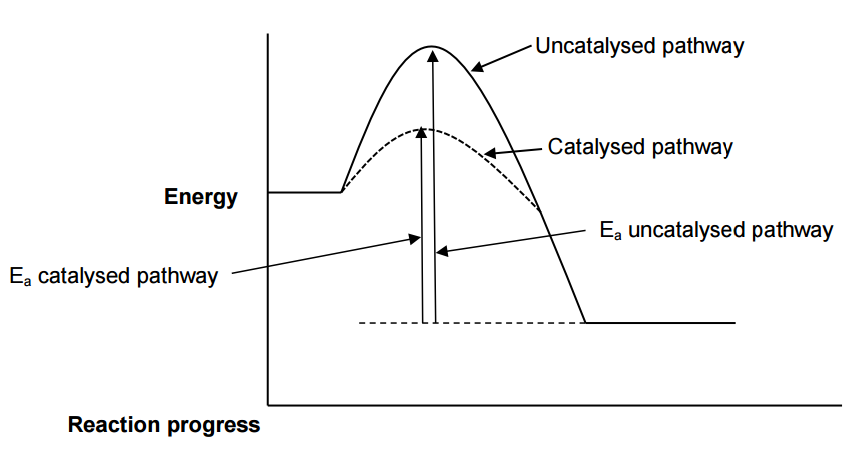 Uncatalysed pathway
Catalysed pathway
Energy
Eₐ uncatalysed pathway
Eₐ catalysed pathway
Reaction progress